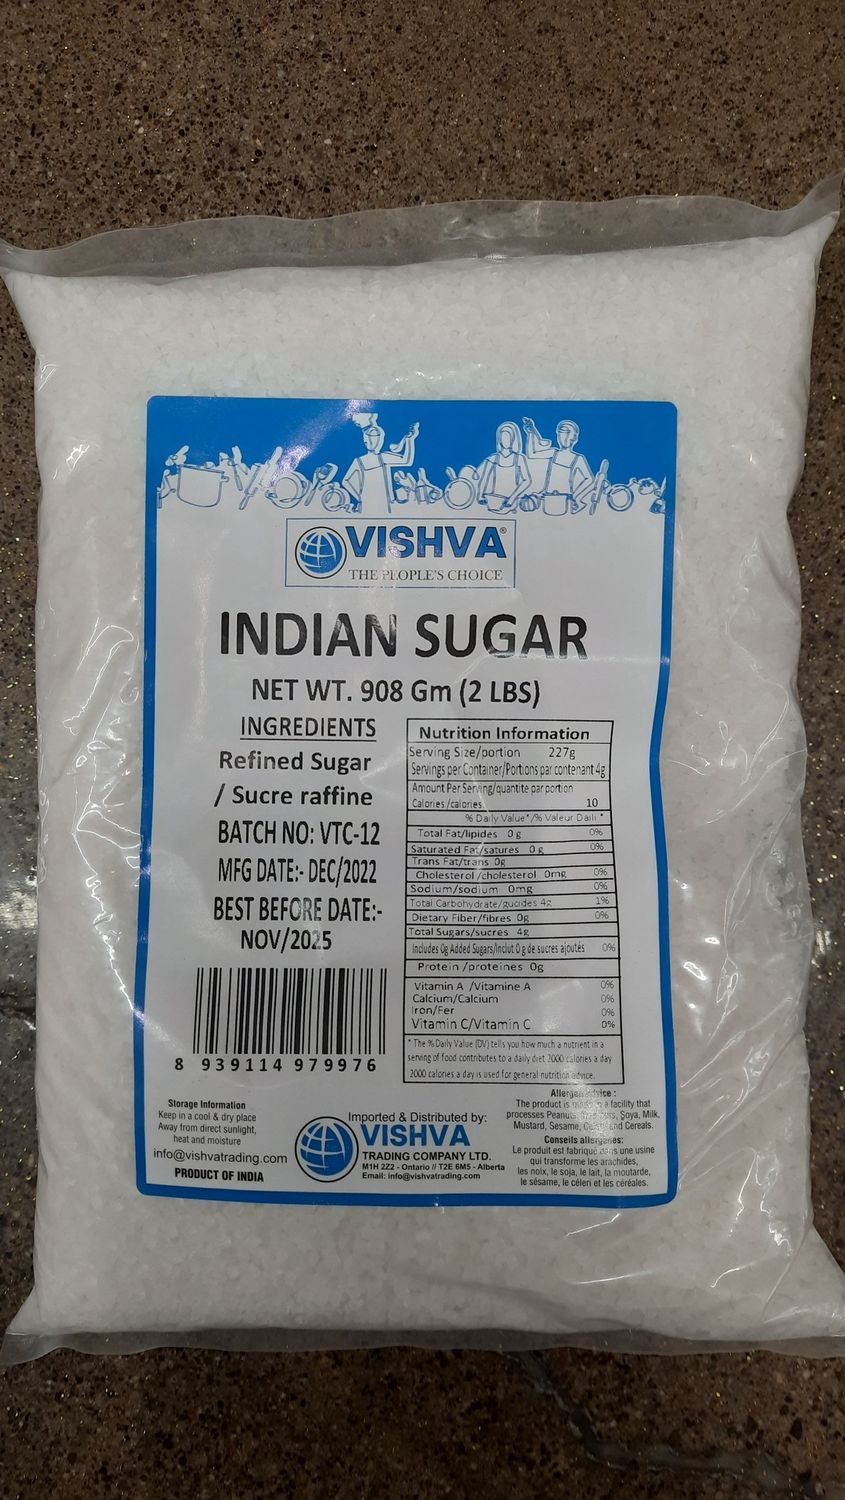 VISHVA®
THE PEOPLE'S CHOICE
INDIAN SUGAR
NET WT. 908 Gm (2 LBS)
INGREDIENTS
Refined Sugar
/ Sucre raffine
BATCH NO: VTC-12
MFG DATE:- DEC/2022
BEST BEFORE DATE:-
NOV/2025
8 939114 979976
Nutrition Information
Serving Size/portion 227g
Servings per Container/Portions par contenant 4g
Amount Per Serving/quantite par portion
Calories /calories 10
% Daily Value*/% Valeur Daili *
Total Fat/lipides 0 g 0%
Saturated Fat/satures 0 g 0%
Trans Fat/trans 0g
Cholesterol /cholesterol 0mg 0%
Sodium/sodium 0mg 0%
Total Carbohydrate/gucides 4g 1%
Dietary Fiber/fibres 0g 0%
Total Sugars/sucres 4g
Includes 0g Added Sugars/Inclut 0 g de sucres ajoutés 0%
Protein /proteines 0g
Vitamin A /Vitamine A 0%
Calcium/Calcium 0%
Iron/Fer 0%
Vitamin C/Vitamin C 0%
* The % Daily Value (DV) tells you how much a nutrient in a
serving of food contributes to a daily diet 2000 calories a day
2000 calories a day is used for general nutrition advice.
Storage Information
Keep in a cool & dry place
Away from direct sunlight,
heat and moisture
info@vishvatrading.com
PRODUCT OF INDIA
Imported & Distributed by:
VISHVA
TRADING COMPANY LTD.
M1H 2Z2 - Ontario // T2E 6M5 - Alberta
Email: info@vishvatrading.com
Allergen :
The product is a facility that
processes Peanuts, Soya, Milk,
Mustard, Sesame, and Cereals.
Conseils allergènes:
Le produit est fabriqué dans une usine
qui transforme les arachides,
les noix, le soja, le lait, la moutarde,
le sésame, le céleri et les céréales.